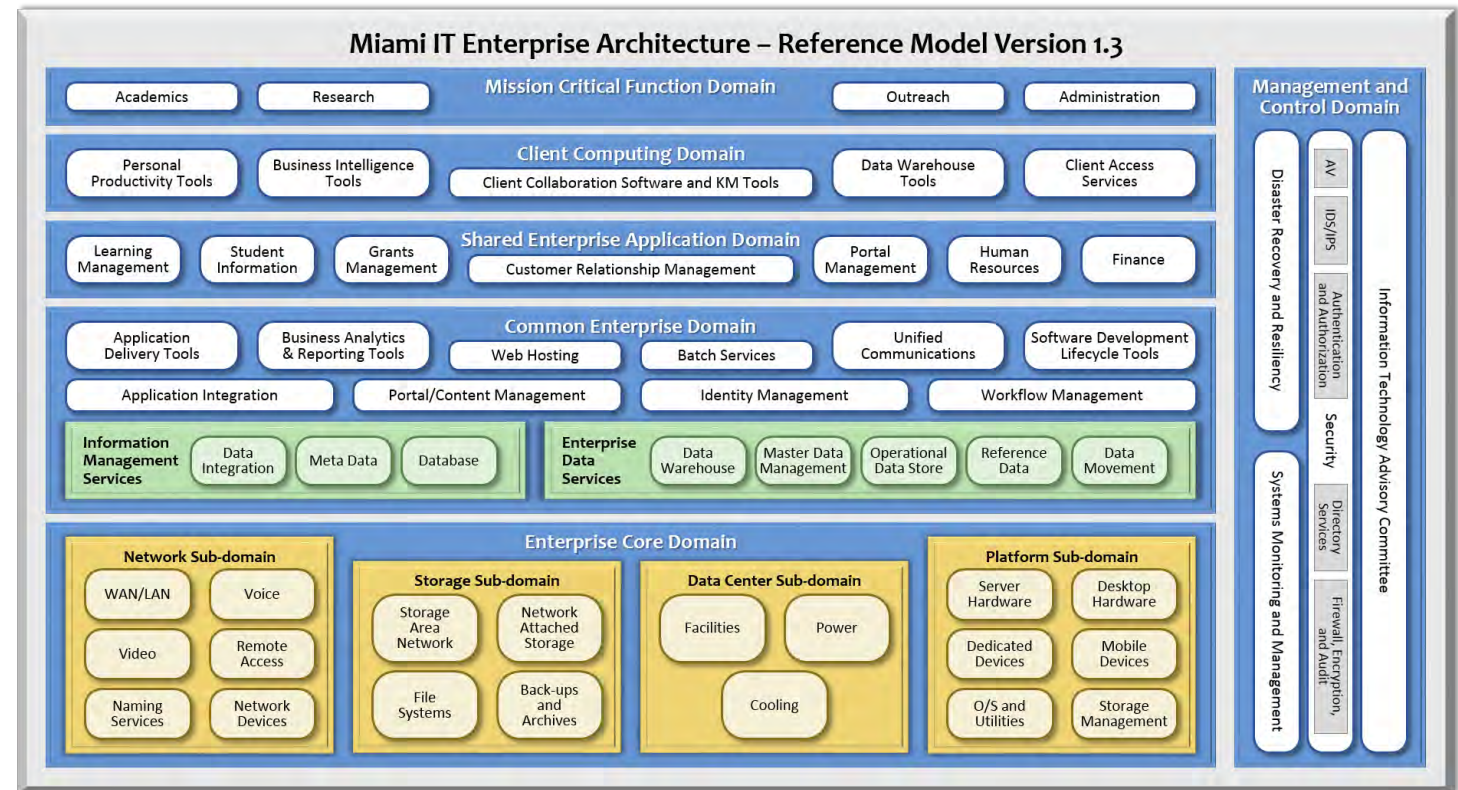 Miami IT Enterprise Architecture – Reference Model Version 1.3
Mission Critical Function Domain
Academics
Research
Outreach
Administration
Client Computing Domain
Personal
Productivity Tools
Business Intelligence
Tools
Client Collaboration Software and KM Tools
Data Warehouse
Tools
Client Access
Services
Shared Enterprise Application Domain
Learning
Management
Student
Information
Grants
Management
Customer Relationship Management
Portal
Management
Human
Resources
Finance
Common Enterprise Domain
Application
Delivery Tools
Business Analytics
& Reporting Tools
Web Hosting
Batch Services
Unified
Communications
Software Development
Lifecycle Tools
Application Integration
Portal/Content Management
Identity Management
Workflow Management
Information
Management
Services
Data
Integration
Meta Data
Database
Enterprise
Data
Services
Data
Warehouse
Master Data
Management
Operational
Data Store
Reference
Data
Data
Movement
Enterprise Core Domain
Network Sub-domain
WAN/LAN
Voice
Video
Remote
Access
Naming
Services
Network
Devices
Storage Sub-domain
Storage
Area
Network
Network
Attached
Storage
File
Systems
Back-ups
and
Archives
Data Center Sub-domain
Facilities
Power
Cooling
Platform Sub-domain
Server
Hardware
Desktop
Hardware
Dedicated
Devices
Mobile
Devices
O/S and
Utilities
Storage
Management
Management and
Control Domain
Disaster Recovery and Resiliency
Systems Monitoring and Management
AV
IDS/IPS
Authentication
and Authorization
Security
Directory
Services
Firewall, Encryption,
and Audit
Information Technology Advisory Committee